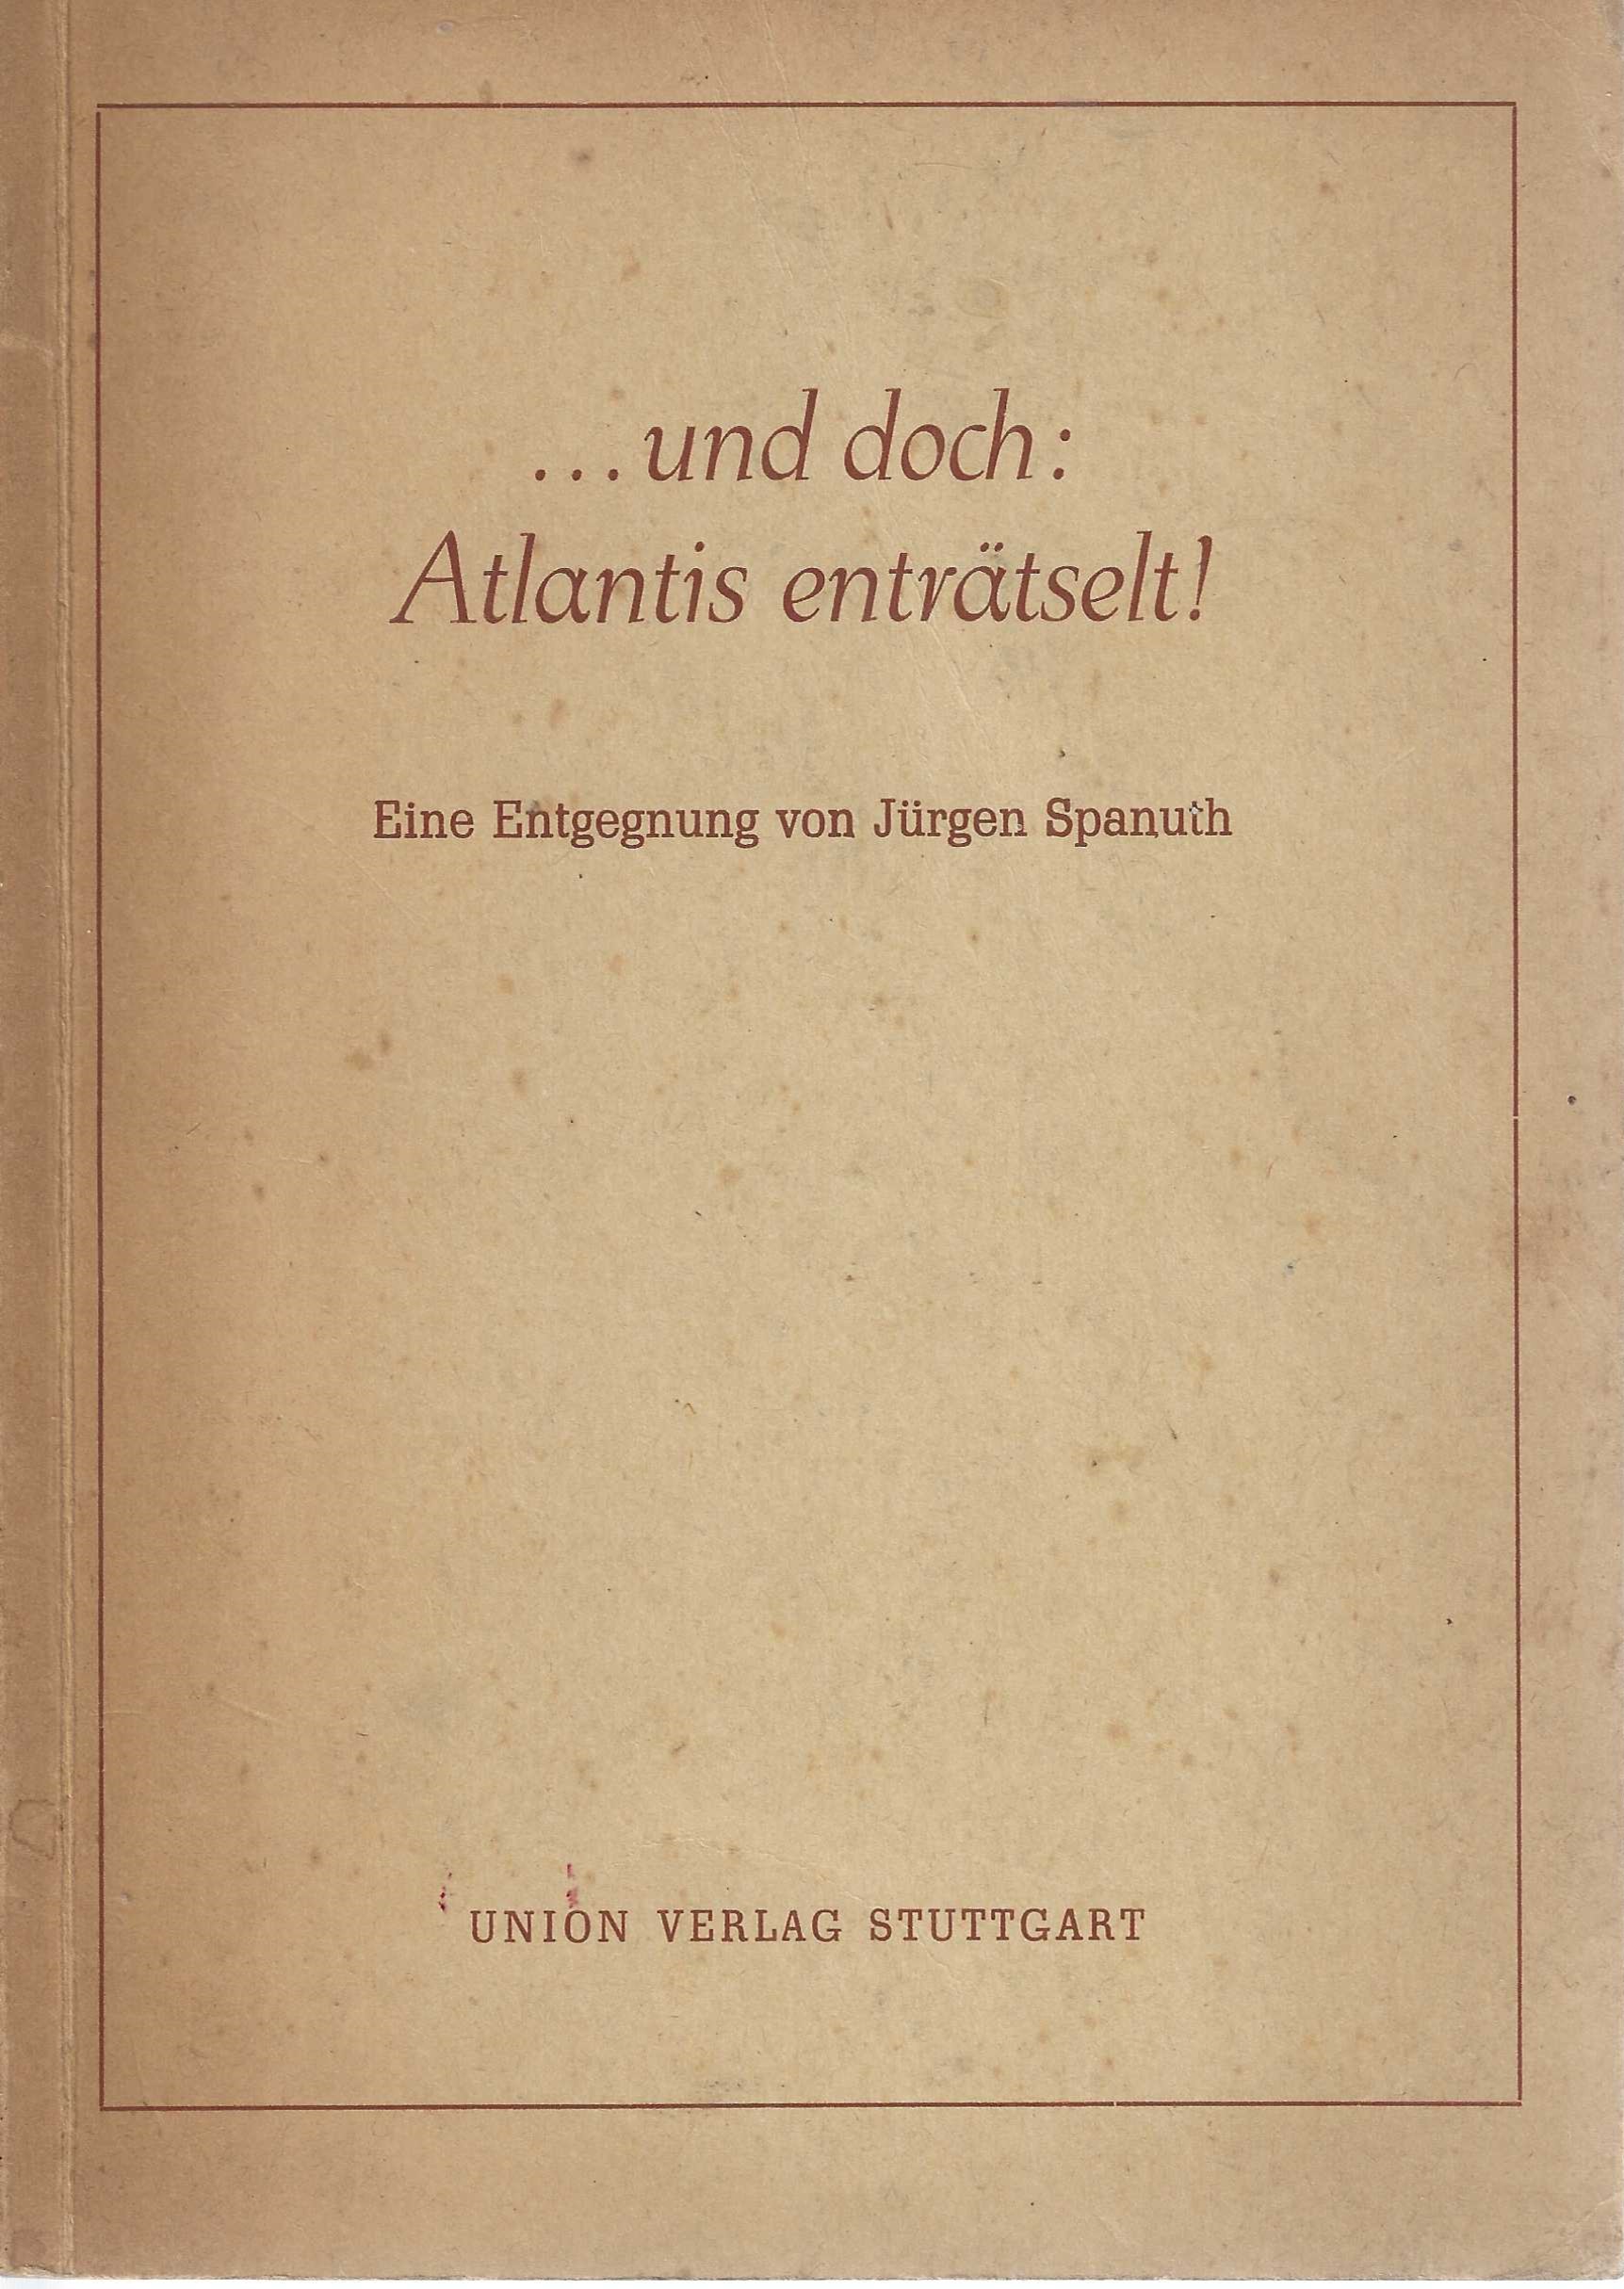 ...und doch:
Atlantis enträtselt!
Eine Entgegnung von Jürgen Spanuth
UNION VERLAG STUTTGART